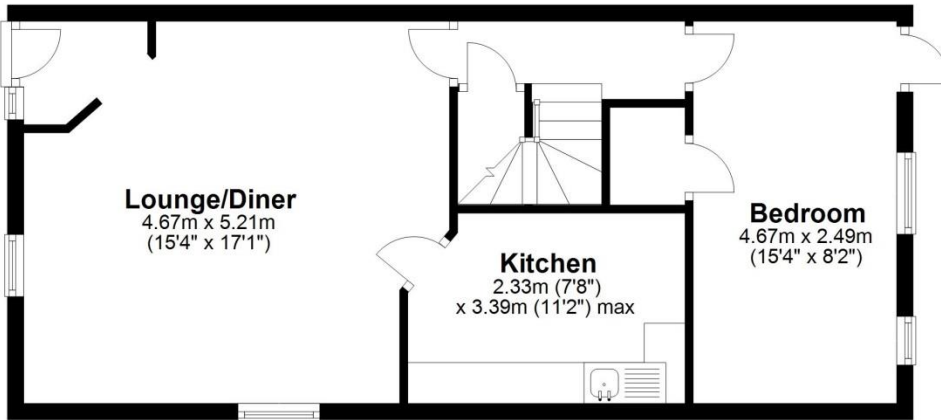 Lounge/Diner
4.67m x 5.21m
(15'4" x 17'1")
Kitchen
2.33m (7'8")
x 3.39m (11'2") max
Bedroom
4.67m x 2.49m
(15'4" x 8'2")